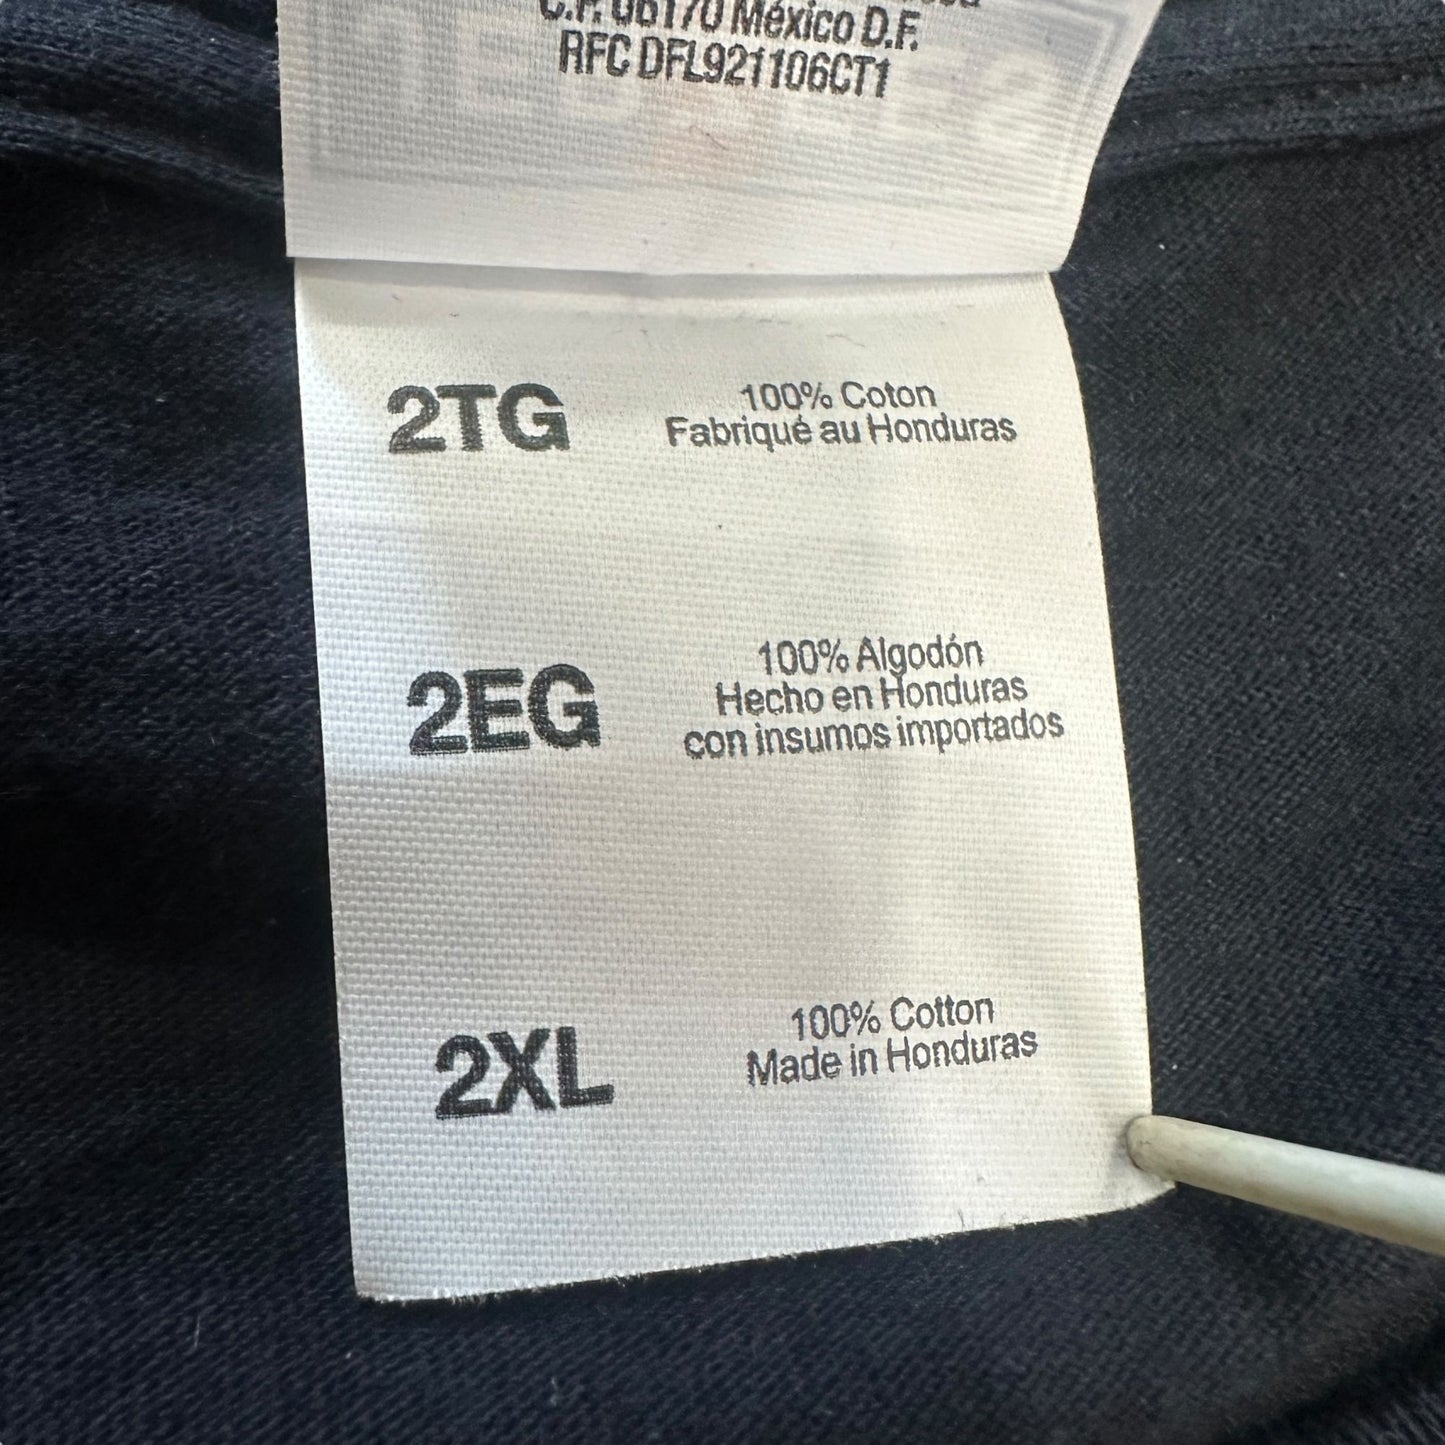 C.P. 06170 México D.F.
RFC DFL921106CT1
2TG
100% Coton
Fabriqué au Honduras
2EG
100% Algodón
Hecho en Honduras
con insumos importados
2XL
100% Cotton
Made in Honduras